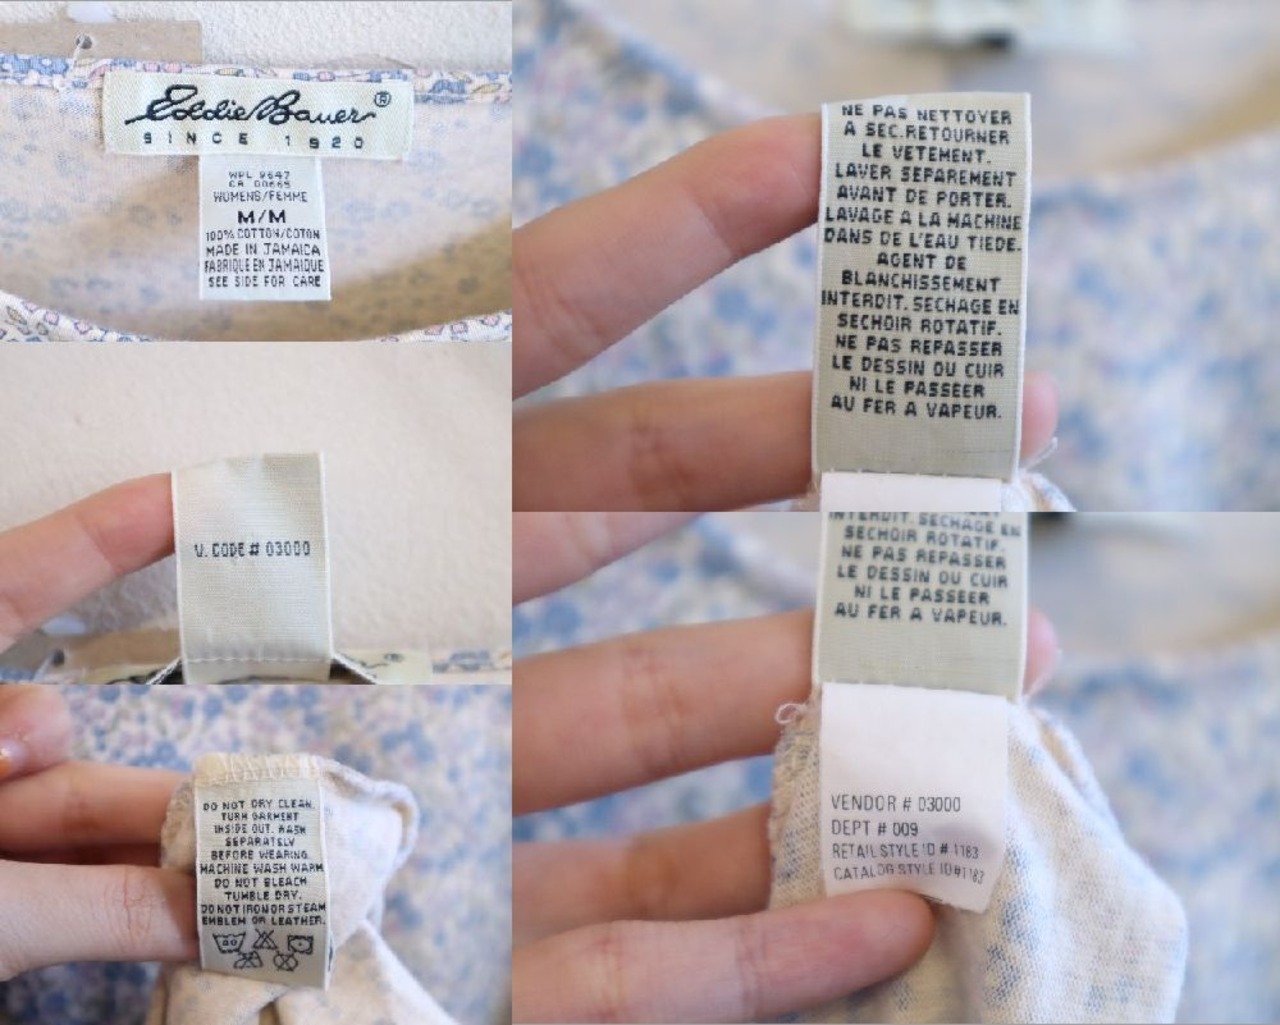 Eddie Bauer®
SINCE 1920
WPL 9647
CA 00665
WOMENS/FEMME
M/M
100% COTTON/COTON
MADE IN JAMAICA
FABRIQUE EN JAMAIQUE
SEE SIDE FOR CARE
V. CODE # 03000
DO NOT DRY CLEAN.
TURN GARMENT
INSIDE OUT. WASH
SEPARATELY
BEFORE WEARING.
MACHINE WASH WARM
DO NOT BLEACH
TUMBLE DRY.
DO NOT IRON OR STEAM
EMBLEM OR LEATHER.
NE PAS NETTOYER
A SEC.RETOURNER
LE VETEMENT.
LAVER SEPAREMENT
AVANT DE PORTER.
LAVAGE A LA MACHINE
DANS DE L'EAU TIEDE.
AGENT DE
BLANCHISSEMENT
INTERDIT. SECHAGE EN
SECHOIR ROTATIF.
NE PAS REPASSER
LE DESSIN OU CUIR
NI LE PASSEER
AU FER A VAPEUR.
INTERDIT. SECHAGE EN
SECHOIR ROTATIF.
NE PAS REPASSER
LE DESSIN OU CUIR
NI LE PASSEER
AU FER A VAPEUR.
VENDOR # 03000
DEPT # 009
RETAIL STYLE ID # 1183
CATALOG STYLE ID#1183